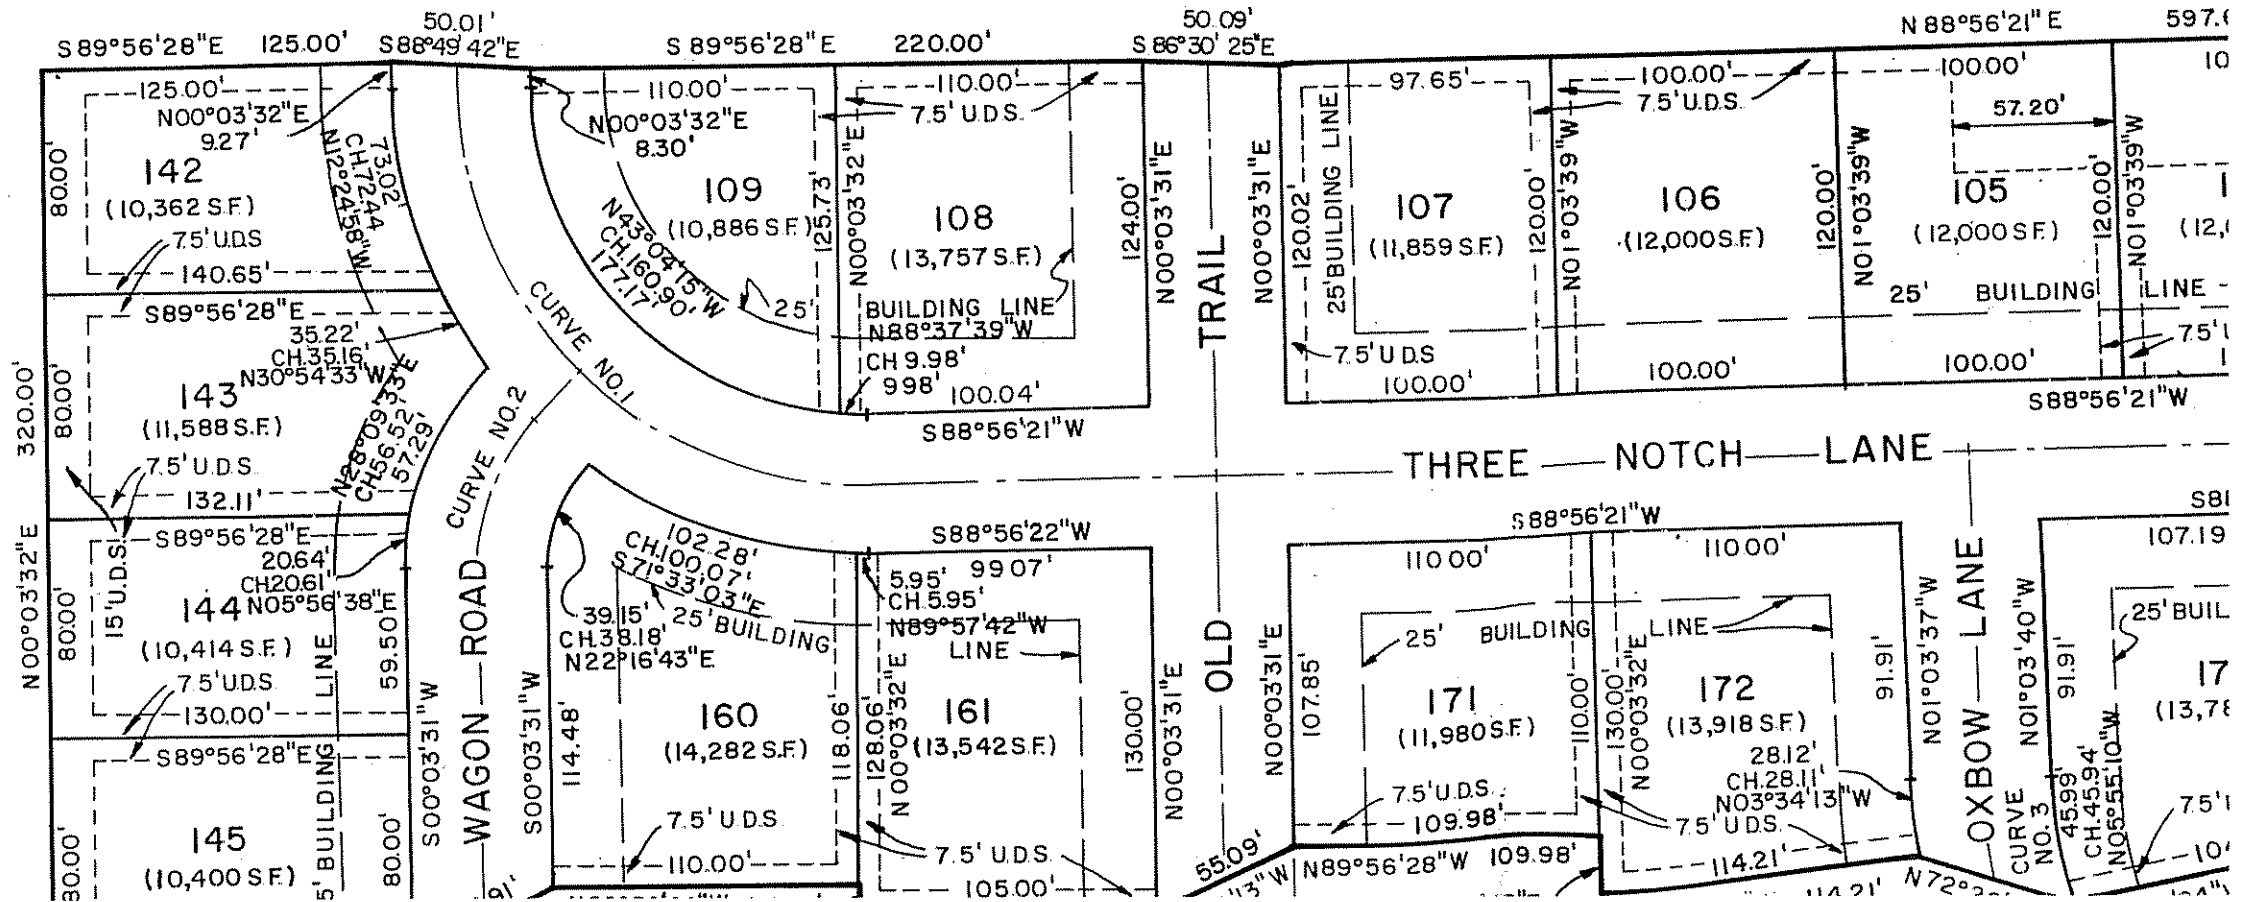 50.01'
50.09'
S 89°56'28"E 125.00' S88°49'42"E S 89°56'28"E 220.00' S 86°30'25"E N 88°56'21" E
125.00'
N00°03'32"E
9.27'
80.00'
142
(10,362 S.F.)
7.5' U.D.S
140.65'
73.02'
CH.72.44
N12°24'58"W
110.00'
N00°03'32"E
8.30'
109
(10,886 S.F.)
125.73'
N00°03'32"E
N43°04'15"W
CH.160.90'
177.17'
25'
110.00'
7.5' U.D.S.
108
(13,757 S.F.)
124.00'
N00°03'31"E
BUILDING LINE
N88°37'39"W
CH 9.98'
998'
100.04'
S88°56'21"W
OLD TRAIL
N00°03'31"E
120.02'
25' BUILDING LINE
97.65'
107
(11,859 S.F.)
120.00'
N01°03'39"W
7.5' U.D.S
100.00'
100.00'
7.5' U.D.S.
106
(12,000 S.F.)
120.00'
N01°03'39"W
100.00'
100.00'
57.20'
105
(12,000 S.F.)
120.00'
N01°03'39"W
25' BUILDING LINE
100.00'
S88°56'21"W
S89°56'28"E
35.22'
CH.35.16'
N30°54'33"W
320.00'
N00°03'32"E
80.00'
143
(11,588 S.F.)
7.5' U.D.S.
132.11'
N28°09'33"E
CH.56.52'
57.29'
CURVE NO.1
CURVE NO.2
THREE NOTCH LANE
S89°56'28"E
20.64'
CH20.61'
N05°56'38"E
15' U.D.S.
80.00'
144
(10,414 S.F.)
7.5' U.D.S.
130.00'
59.50'
S00°03'31"W
WAGON ROAD
S89°56'28"E
145
(10,400 S.F.)
80.00'
80.00'
5' BUILDING LINE
S00°03'31"W
114.48'
102.28'
CH.100.07'
S.71°33'03"E
39.15'
CH.38.18'
N22°16'43"E
25' BUILDING
160
(14,282 S.F.)
7.5' U.D.S.
110.00'
118.06'
128.06'
N00°03'32"E
S88°56'22"W
5.95' 9907'
CH.5.95'
N89°57'42"W
LINE
161
(13,542 S.F.)
7.5' U.D.S.
105.00'
130.00'
N00°03'31"E
55.09'
S88°56'21"W
N00°03'31"E
107.85'
110.00'
25' BUILDING LINE
171
(11,980 S.F.)
7.5' U.D.S.
109.98'
110.00'
N89°56'28"W 109.98'
130.00'
N00°03'32"E
110.00'
172
(13,918 S.F.)
28.12'
CH.28.11'
N03°34'13"W
7.5' U.D.S.
114.21'
114.21'
91.91'
N01°03'37"W
OXBOW LANE
CURVE
NO. 3
N01°03'40"W
91.91'
45.99'
CH.45.94'
N05°55'10"W
107.19
25' BUIL
(13,78